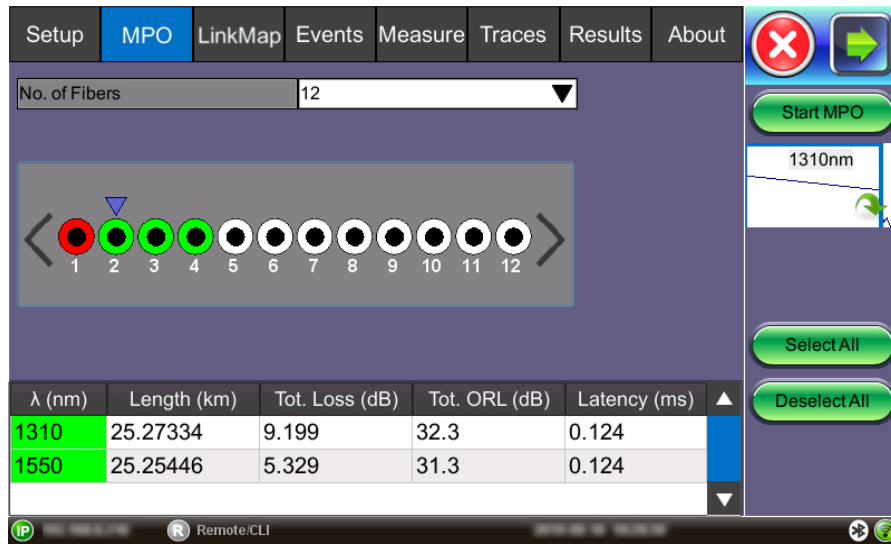 Setup MPO LinkMap Events Measure Traces Results About
No. of Fibers 12
Start MPO
1310nm
1 2 3 4 5 6 7 8 9 10 11 12
Select All
Deselect All
λ (nm) Length (km) Tot. Loss (dB) Tot. ORL (dB) Latency (ms)
1310 25.27334 9.199 32.3 0.124
1550 25.25446 5.329 31.3 0.124
IP R Remote/CLI